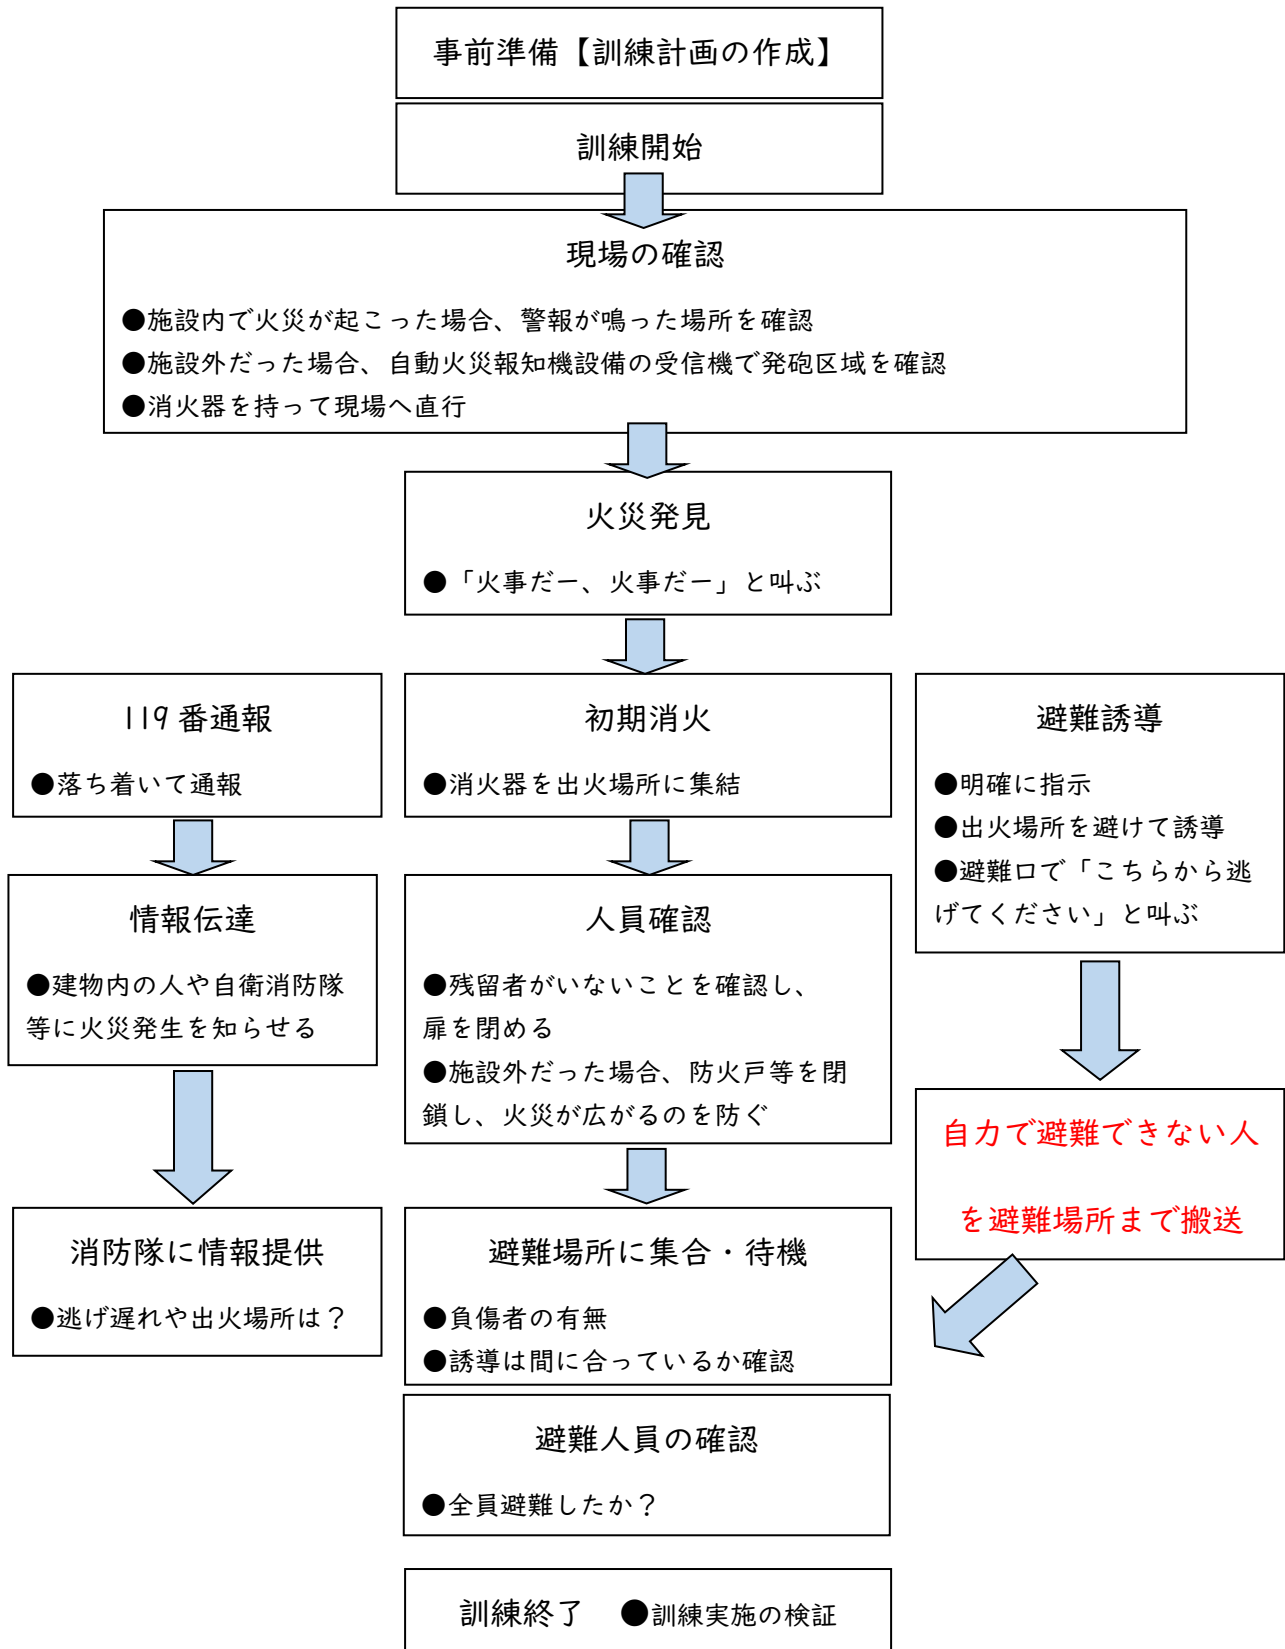 事前準備【訓練計画の作成】
訓練開始
現場の確認
●施設内で火災が起こった場合、警報が鳴った場所を確認
●施設外だった場合、自動火災報知機設備の受信機で発砲区域を確認
●消火器を持って現場へ直行
火災発見
●「火事だー、火事だー」と叫ぶ
119番通報
●落ち着いて通報
初期消火
●消火器を出火場所に集結
避難誘導
●明確に指示
●出火場所を避けて誘導
●避難口で「こちらから逃
げてください」と叫ぶ
情報伝達
●建物内の人や自衛消防隊
等に火災発生を知らせる
人員確認
●残留者がいないことを確認し、
扉を閉める
●施設外だった場合、防火戸等を閉
鎖し、火災が広がるのを防ぐ
自力で避難できない人
を避難場所まで搬送
消防隊に情報提供
●逃げ遅れや出火場所は？
避難場所に集合・待機
●負傷者の有無
●誘導は間に合っているか確認
避難人員の確認
●全員避難したか？
訓練終了 ●訓練実施の検証